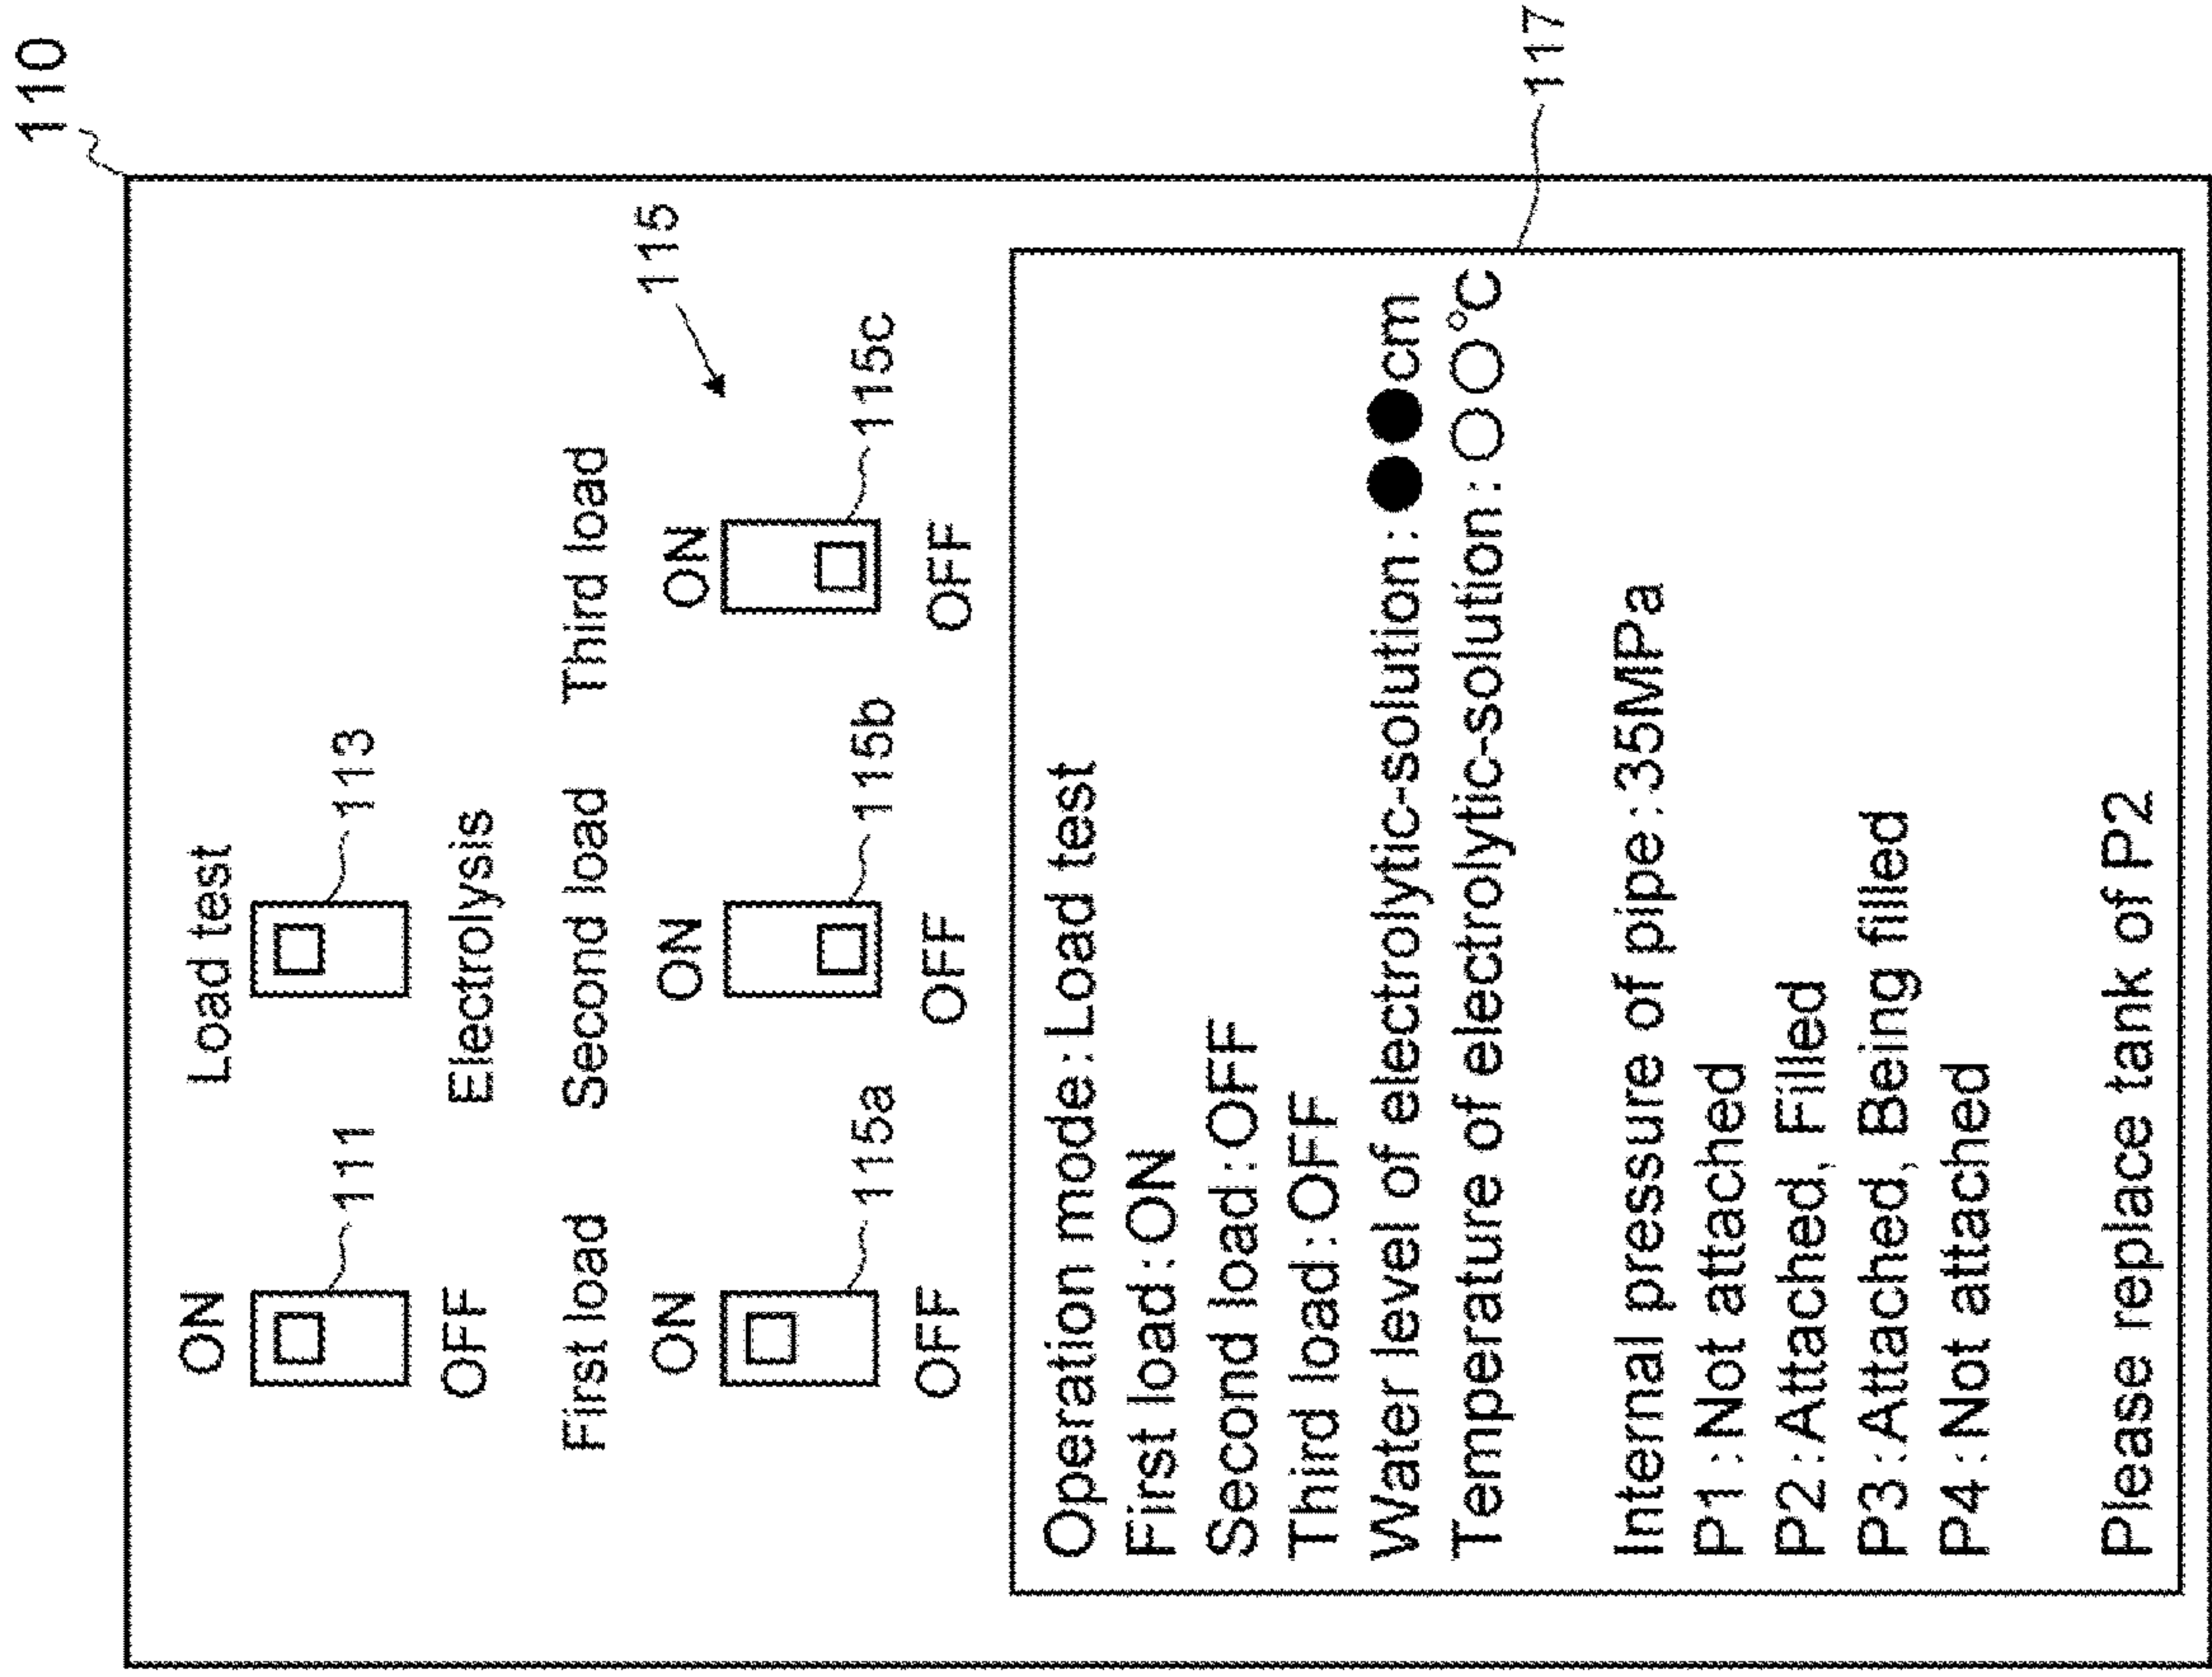 110
ON
Load test
111
113
OFF
Electrolysis
First load
Second load
Third load
115
ON
ON
ON
115a
115b
115c
OFF
OFF
OFF
Operation mode:Load test
First load:ON
Second load:OFF
Third load:OFF
Water level of electrolytic-solution:●●cm
Temperature of electrolytic-solution:○○℃
117
Internal pressure of pipe:35MPa
P1:Not attached
P2:Attached, Filled
P3:Attached, Being filled
P4:Not attached
Please replace tank of P2